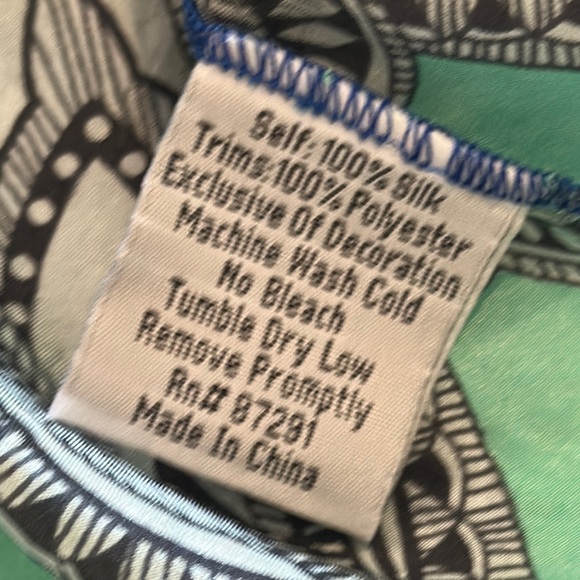 Self: 100% Silk
Trims:100% Polyester
Exclusive Of Decoration
Machine Wash Cold
No Bleach
Tumble Dry Low
Remove Promptly
Rn# 97291
Made In China